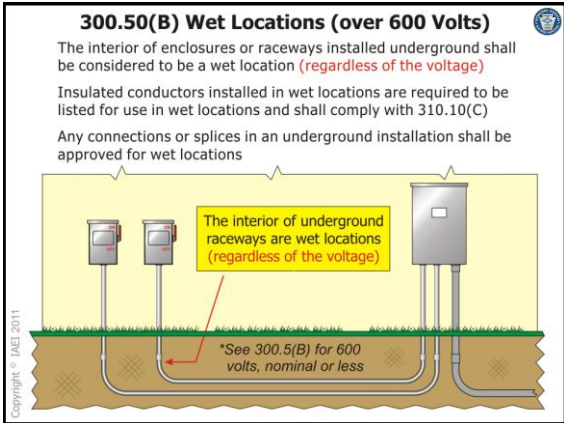 300.50(B) Wet Locations (over 600 Volts)
The interior of enclosures or raceways installed underground shall
be considered to be a wet location (regardless of the voltage)
Insulated conductors installed in wet locations are required to be
listed for use in wet locations and shall comply with 310.10(C)
Any connections or splices in an underground installation shall be
approved for wet locations
The interior of underground
raceways are wet locations
(regardless of the voltage)
*See 300.5(B) for 600
volts, nominal or less
Copyright © IAEI 2011